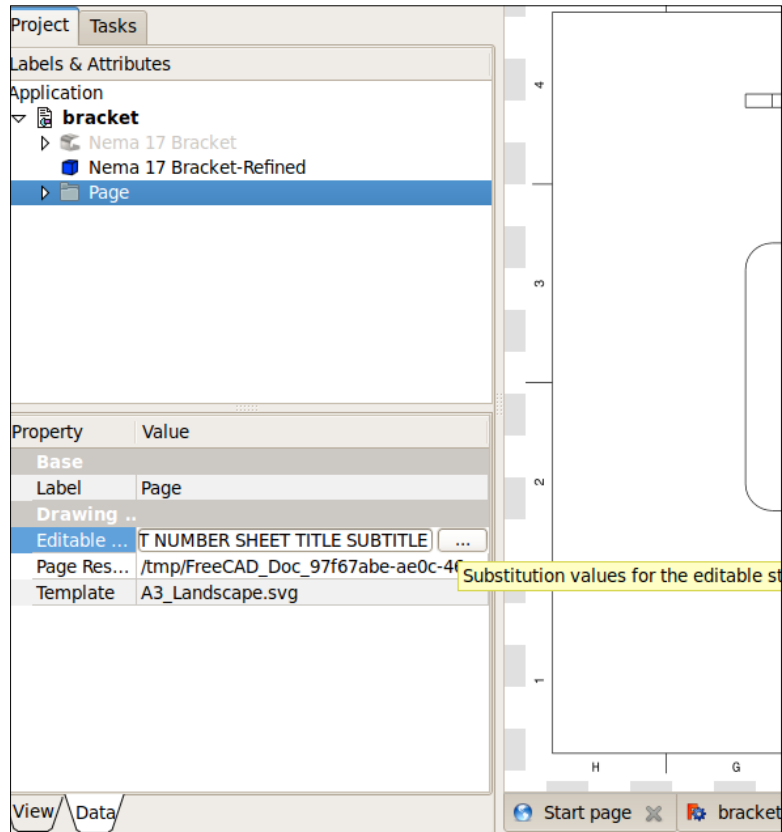 Project Tasks
Labels & Attributes
Application
bracket
Nema 17 Bracket
Nema 17 Bracket-Refined
Page
Property Value
Base
Label Page
Drawing ..
Editable ... T NUMBER SHEET TITLE SUBTITLE ...
Page Res... /tmp/FreeCAD_Doc_97f67abe-ae0c-46
Template A3_Landscape.svg
View Data
4
3
2
1
H G
Substitution values for the editable st
Start page bracket